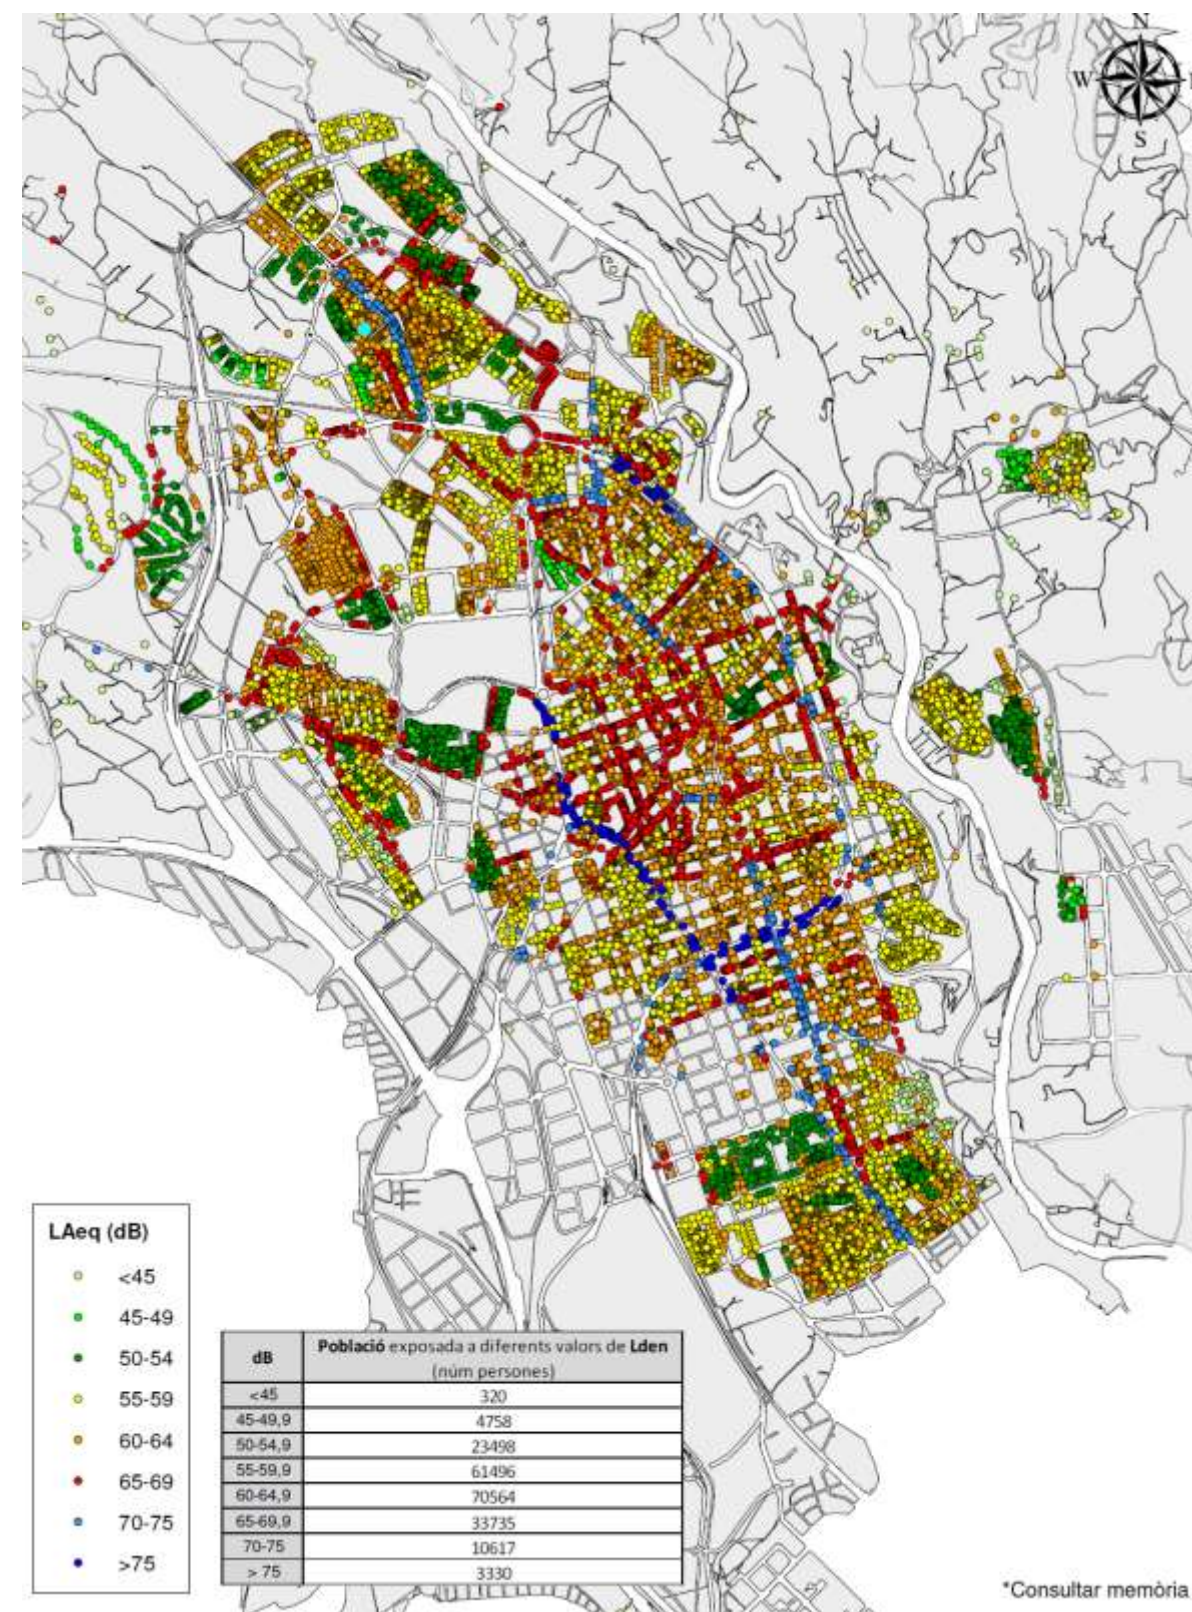 N
W
S
LAeq (dB)
<45
45-49
50-54
55-59
60-64
65-69
70-75
>75
dB Població exposada a diferents valors de Lden
(núm persones)
<45 320
45-49,9 4758
50-54,9 23498
55-59,9 61496
60-64,9 70564
65-69,9 33735
70-75 10617
> 75 3330
*Consultar memòria